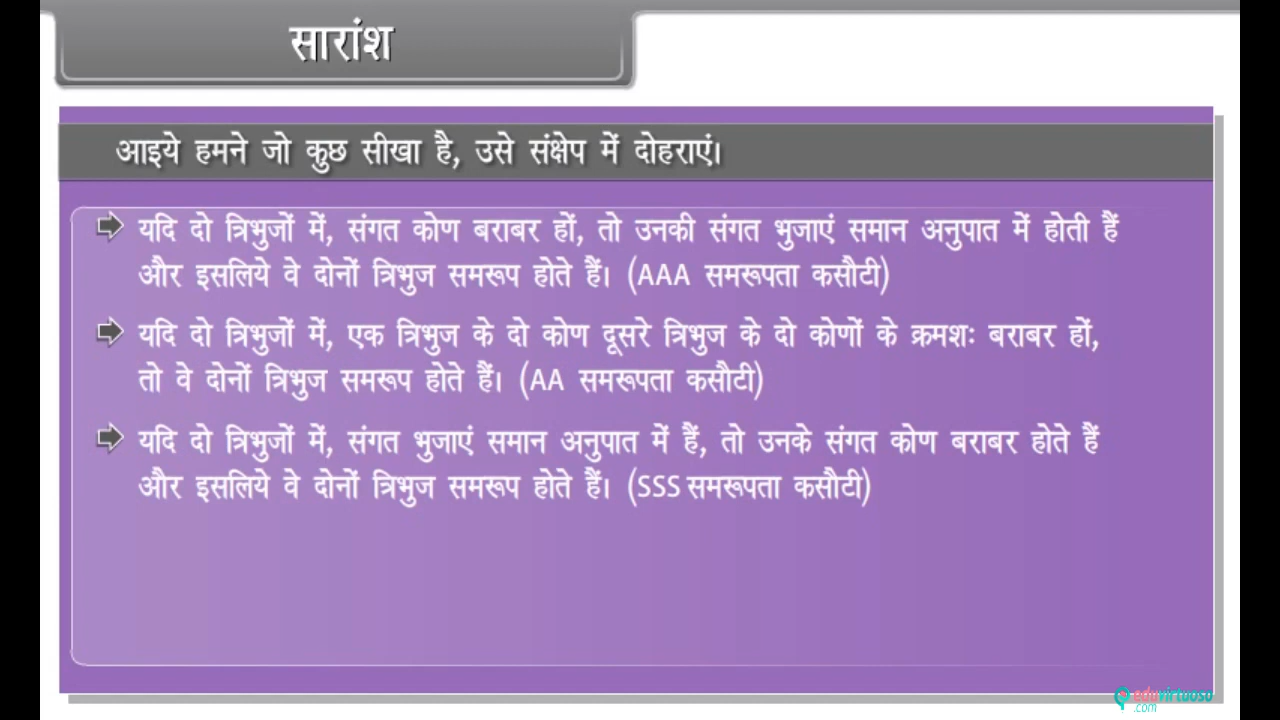 सारांश
आइये हमने जो कुछ सीखा है, उसे संक्षेप में दोहराएं।
यदि दो त्रिभुजों में, संगत कोण बराबर हों, तो उनकी संगत भुजाएं समान अनुपात में होती हैं
और इसलिये वे दोनों त्रिभुज समरूप होते हैं। (AAA समरूपता कसौटी)
यदि दो त्रिभुजों में, एक त्रिभुज के दो कोण दूसरे त्रिभुज के दो कोणों के क्रमशः बराबर हों,
तो वे दोनों त्रिभुज समरूप होते हैं। (AA समरूपता कसौटी)
यदि दो त्रिभुजों में, संगत भुजाएं समान अनुपात में हैं, तो उनके संगत कोण बराबर होते हैं
और इसलिये वे दोनों त्रिभुज समरूप होते हैं। (SSS समरूपता कसौटी)
eduvirtuoso
.com